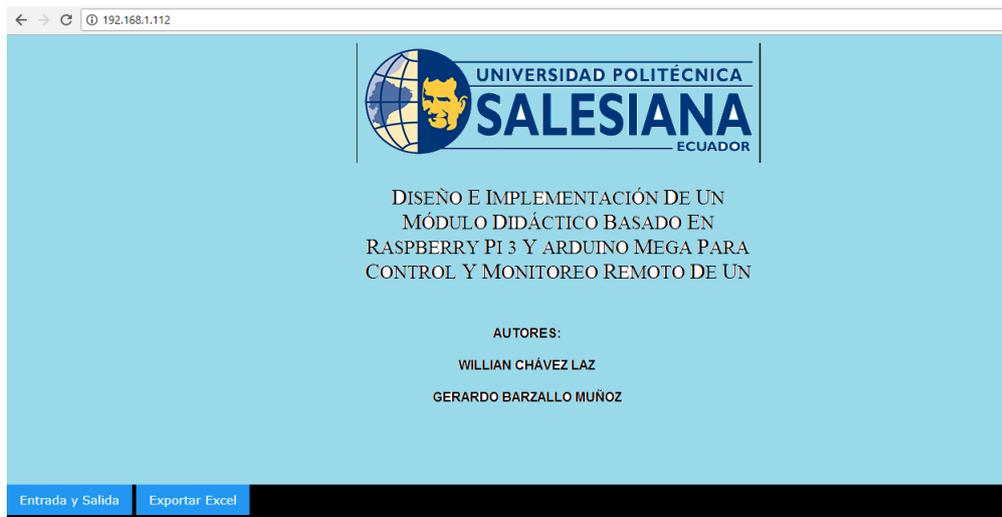 192.168.1.112
UNIVERSIDAD POLITÉCNICA
SALESIANA
ECUADOR
DISEÑO E IMPLEMENTACIÓN DE UN
MÓDULO DIDÁCTICO BASADO EN
RASPBERRY PI 3 Y ARDUINO MEGA PARA
CONTROL Y MONITOREO REMOTO DE UN
AUTORES:
WILLIAN CHÁVEZ LAZ
GERARDO BARZALLO MUÑOZ
Entrada y Salida
Exportar Excel